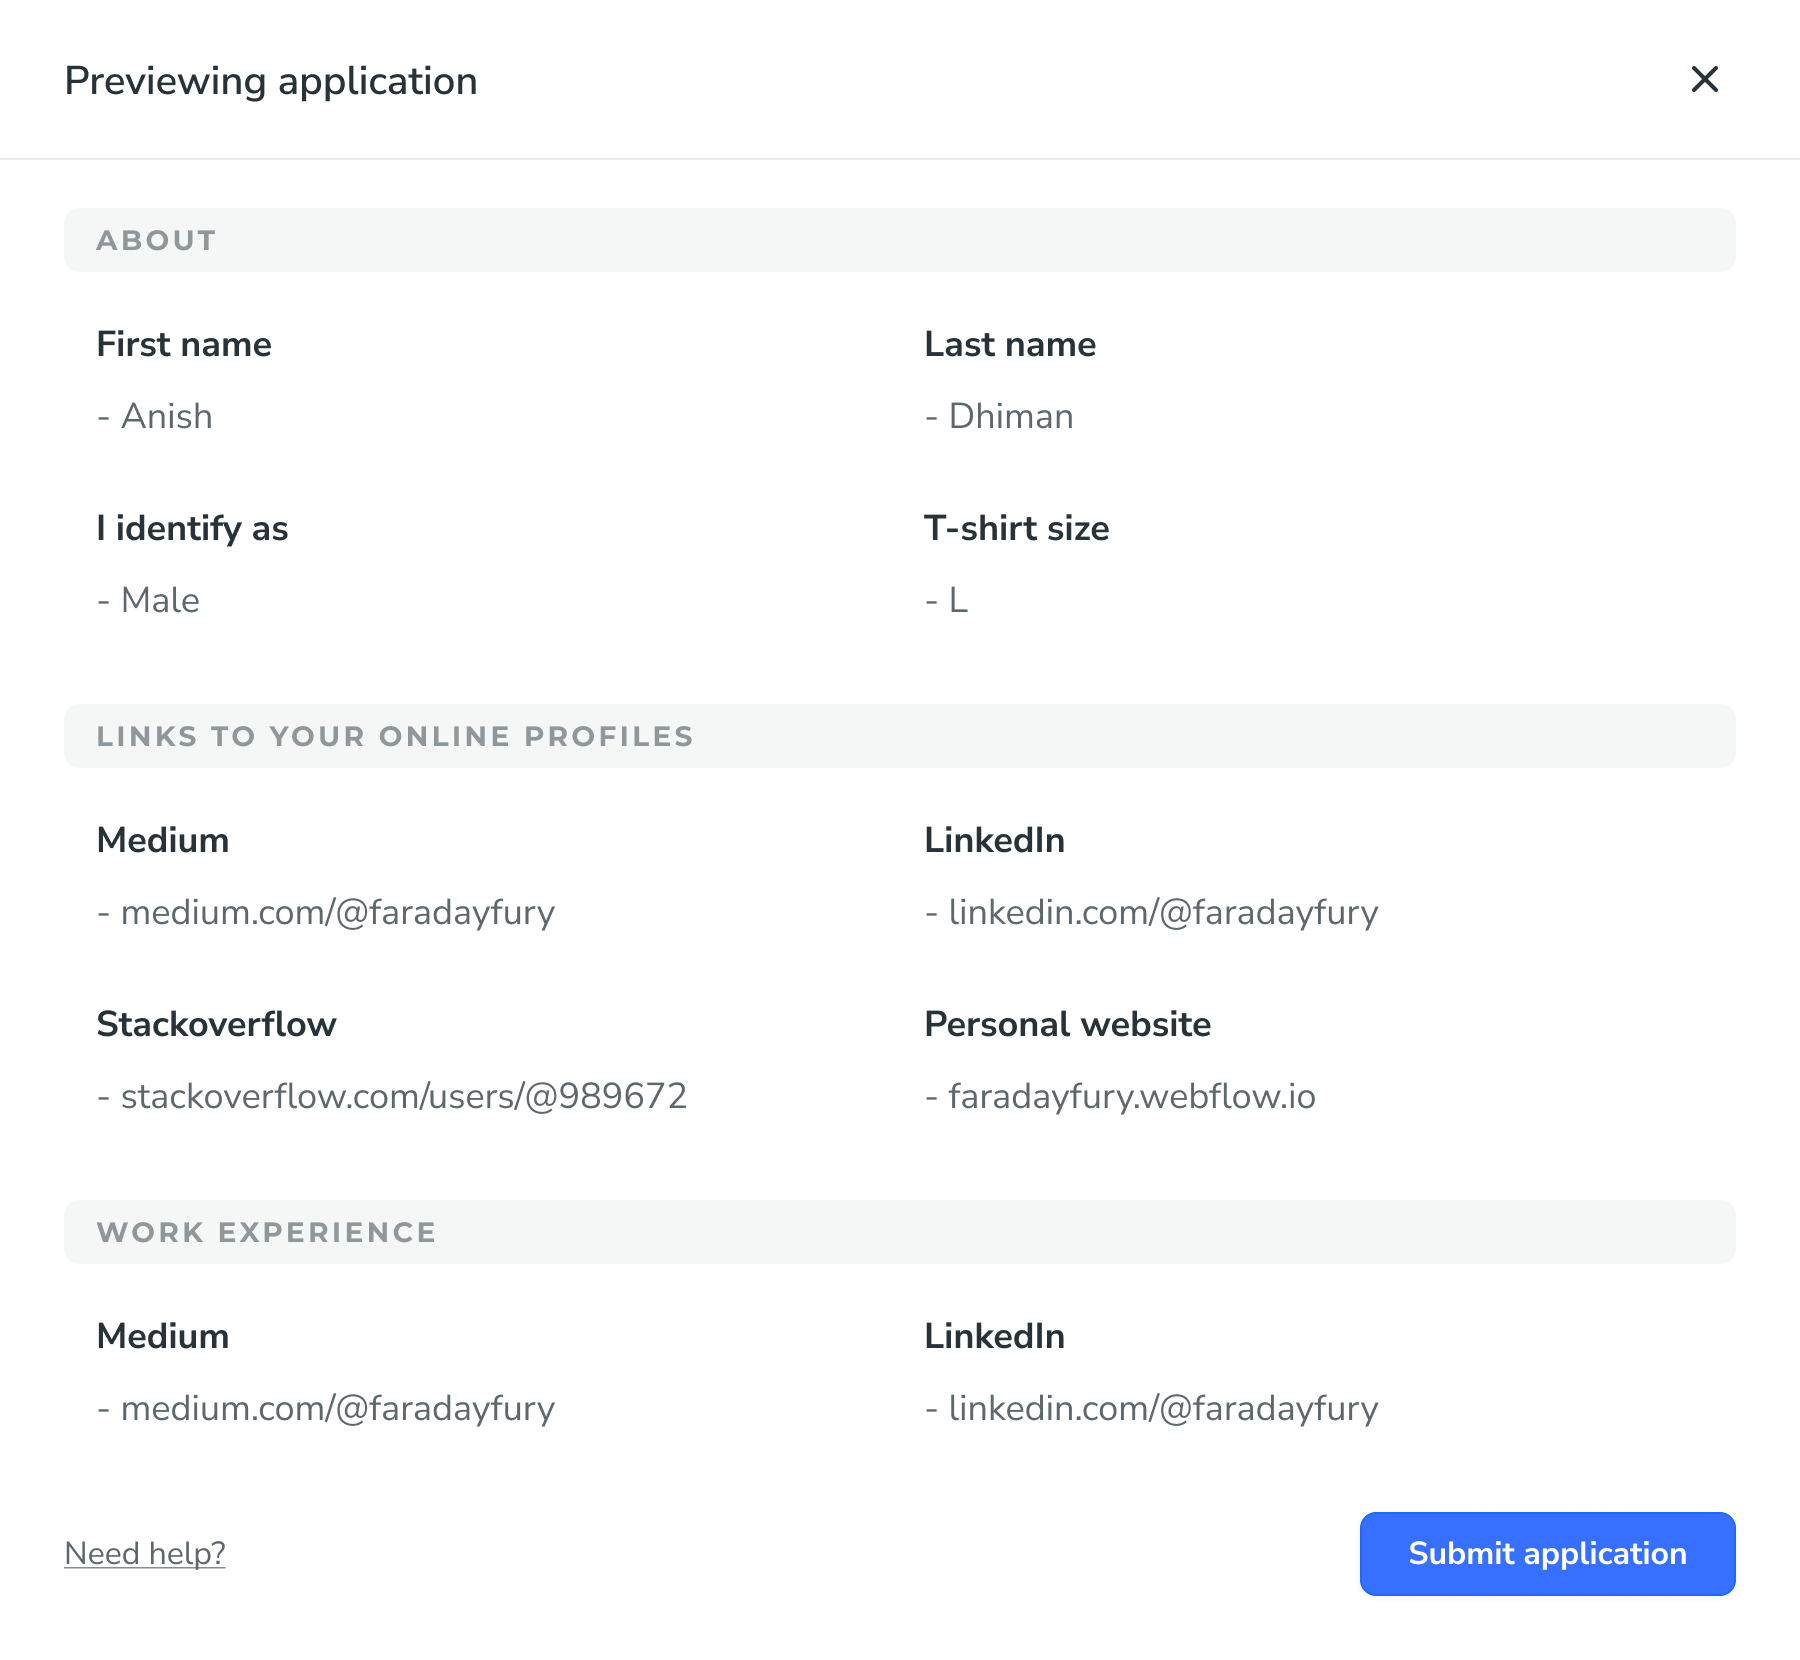 Previewing application
ABOUT
First name
Last name
- Anish
- Dhiman
I identify as
T-shirt size
- Male
- L
LINKS TO YOUR ONLINE PROFILES
Medium
LinkedIn
- medium.com/@faradayfury
- linkedin.com/@faradayfury
Stackoverflow
Personal website
- stackoverflow.com/users/@989672
- faradayfury.webflow.io
WORK EXPERIENCE
Medium
LinkedIn
- medium.com/@faradayfury
- linkedin.com/@faradayfury
Need help?
Submit application